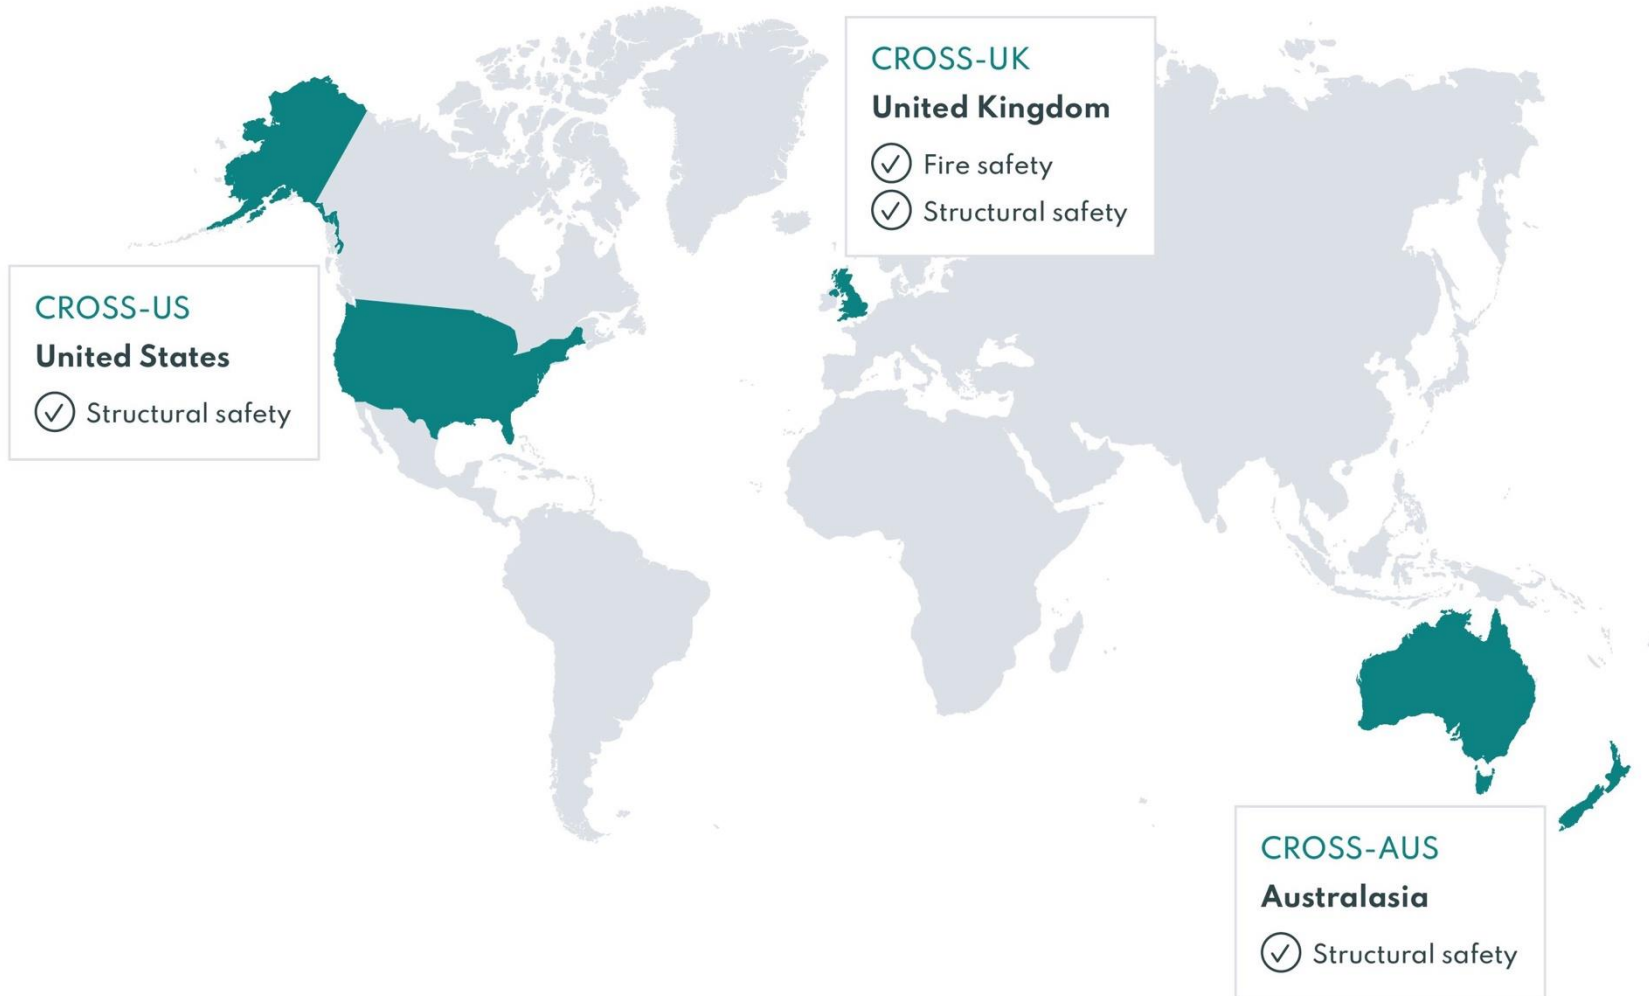 CROSS-UK
United Kingdom
Fire safety
Structural safety
CROSS-US
United States
Structural safety
CROSS-AUS
Australasia
Structural safety